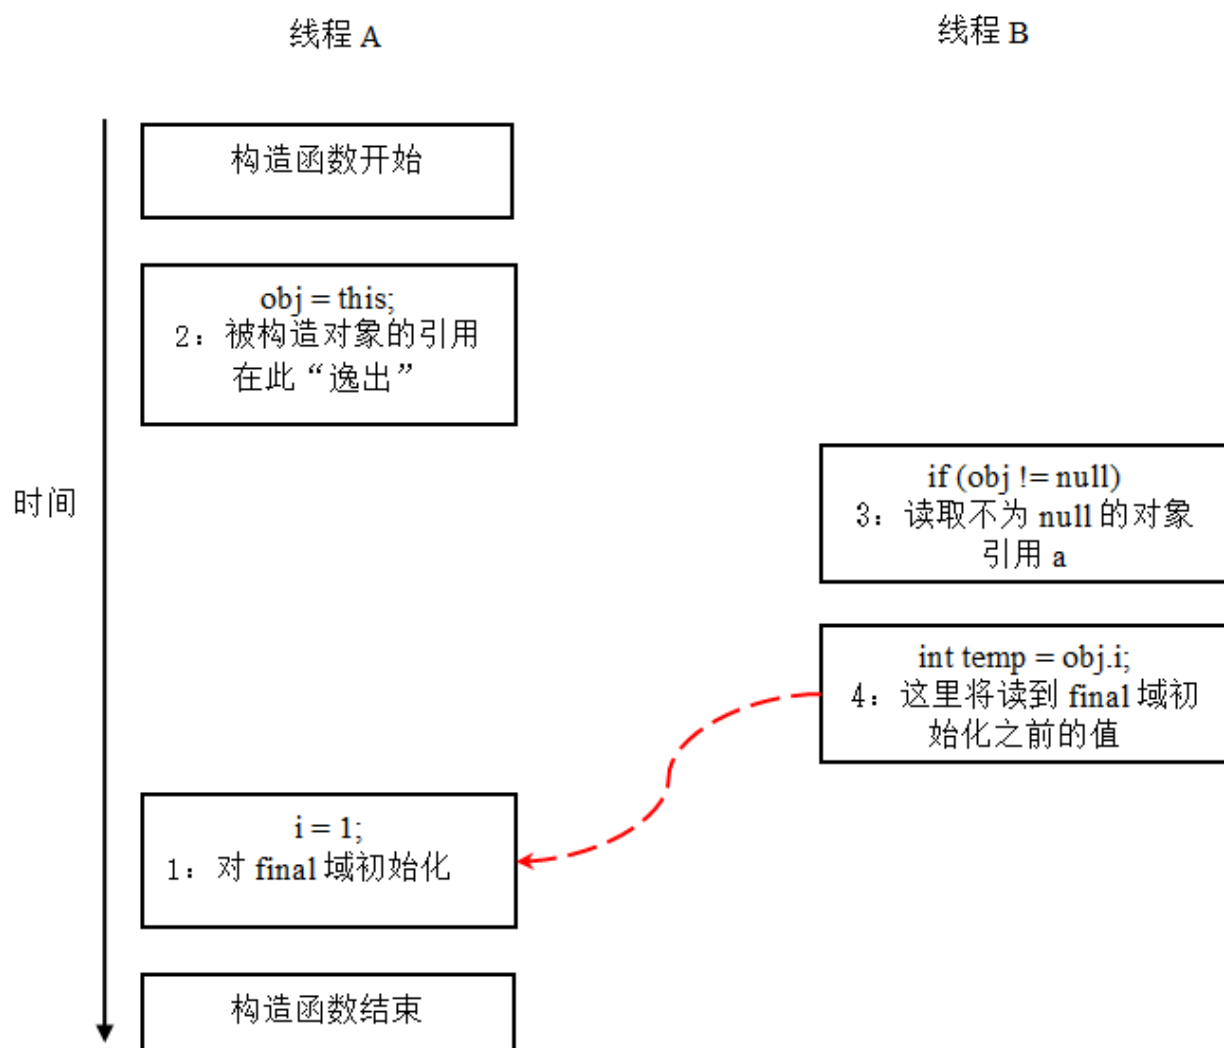 线程 A
线程 B
构造函数开始
obj = this;
2：被构造对象的引用
在此“逸出”
时间
if (obj != null)
3：读取不为 null 的对象
引用 a
int temp = obj.i;
4：这里将读到 final 域初
始化之前的值
i = 1;
1：对 final 域初始化
构造函数结束